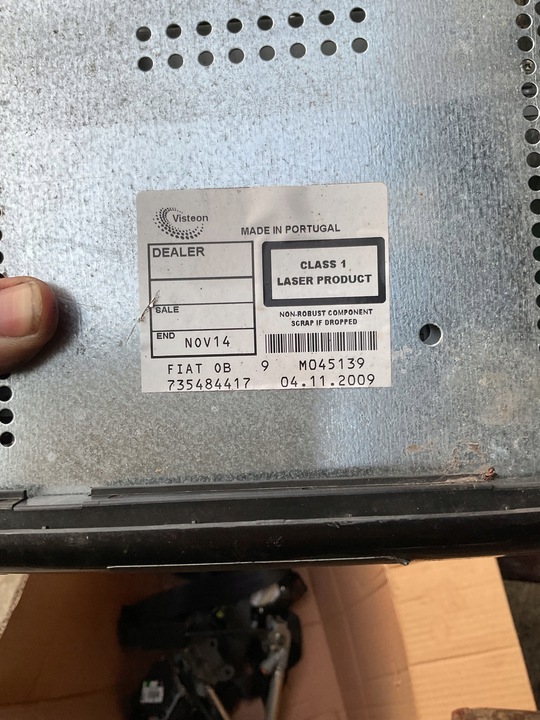 Visteon
MADE IN PORTUGAL
DEALER
CLASS 1
LASER PRODUCT
SALE
NON-ROBUST COMPONENT
SCRAP IF DROPPED
END NOV14
FIAT OB 9 M045139
735484417 04.11.2009